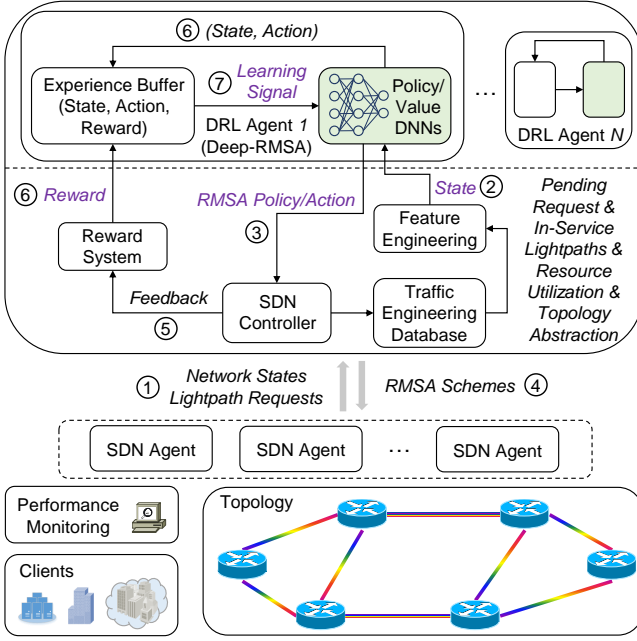 ⑥ (State, Action)
Experience Buffer
(State, Action,
Reward)
⑦ Learning
Signal
DRL Agent 1
(Deep-RMSA)
Policy/
Value
DNNs
...
DRL Agent N
⑥ Reward
RMSA Policy/Action
③
State ②
Reward
System
Feature
Engineering
Pending
Request &
In-Service
Lightpaths &
Resource
Utilization &
Topology
Abstraction
Feedback
⑤
SDN
Controller
Traffic
Engineering
Database
① Network States
Lightpath Requests
RMSA Schemes ④
SDN Agent
SDN Agent
...
SDN Agent
Performance
Monitoring
Clients
Topology